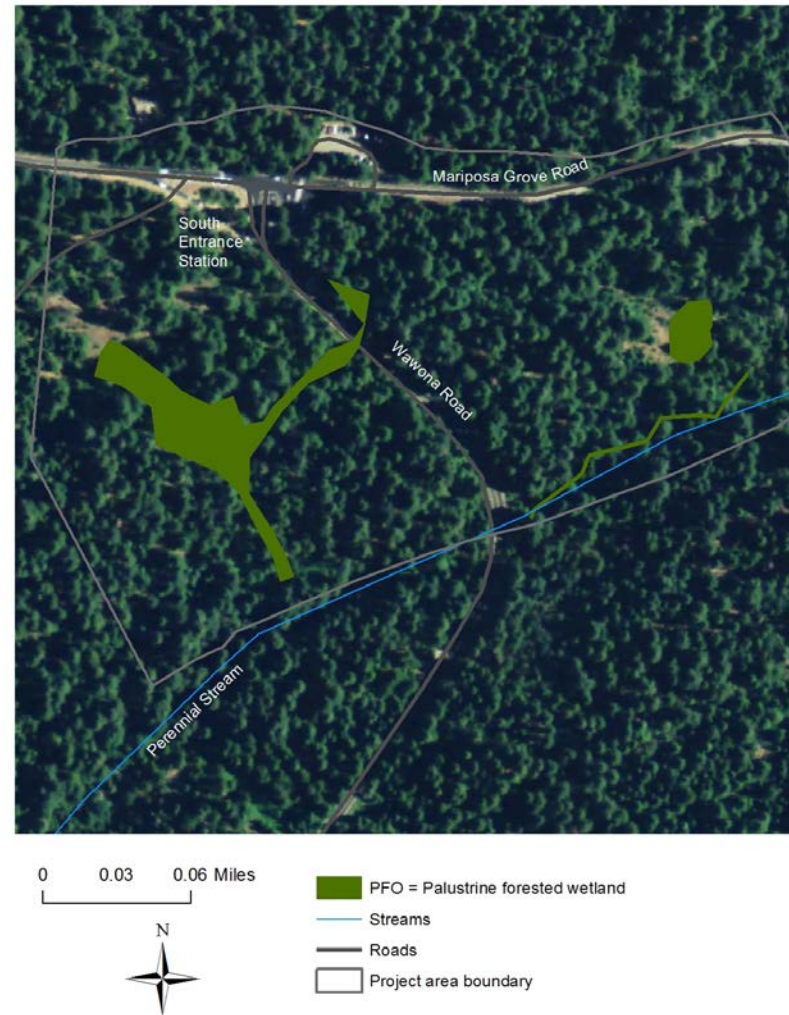 Mariposa Grove Road
South
Entrance
Station
Wawona Road
Perennial Stream
0 0.03 0.06 Miles
N
PFO = Palustrine forested wetland
Streams
Roads
Project area boundary